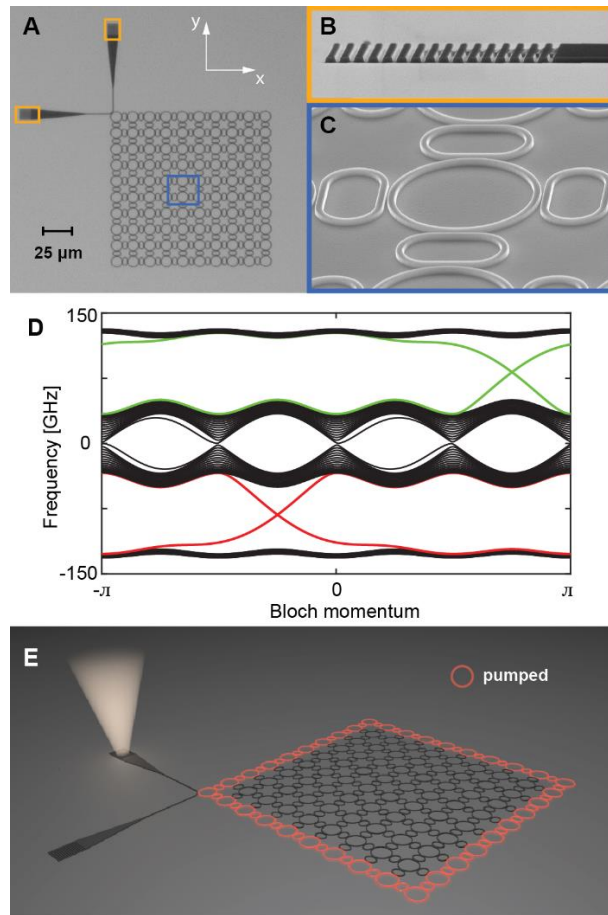 A
y
x
25 µm
B
C
D
150
0
-150
Frequency [GHz]
-л
0
л
Bloch momentum
E
pumped